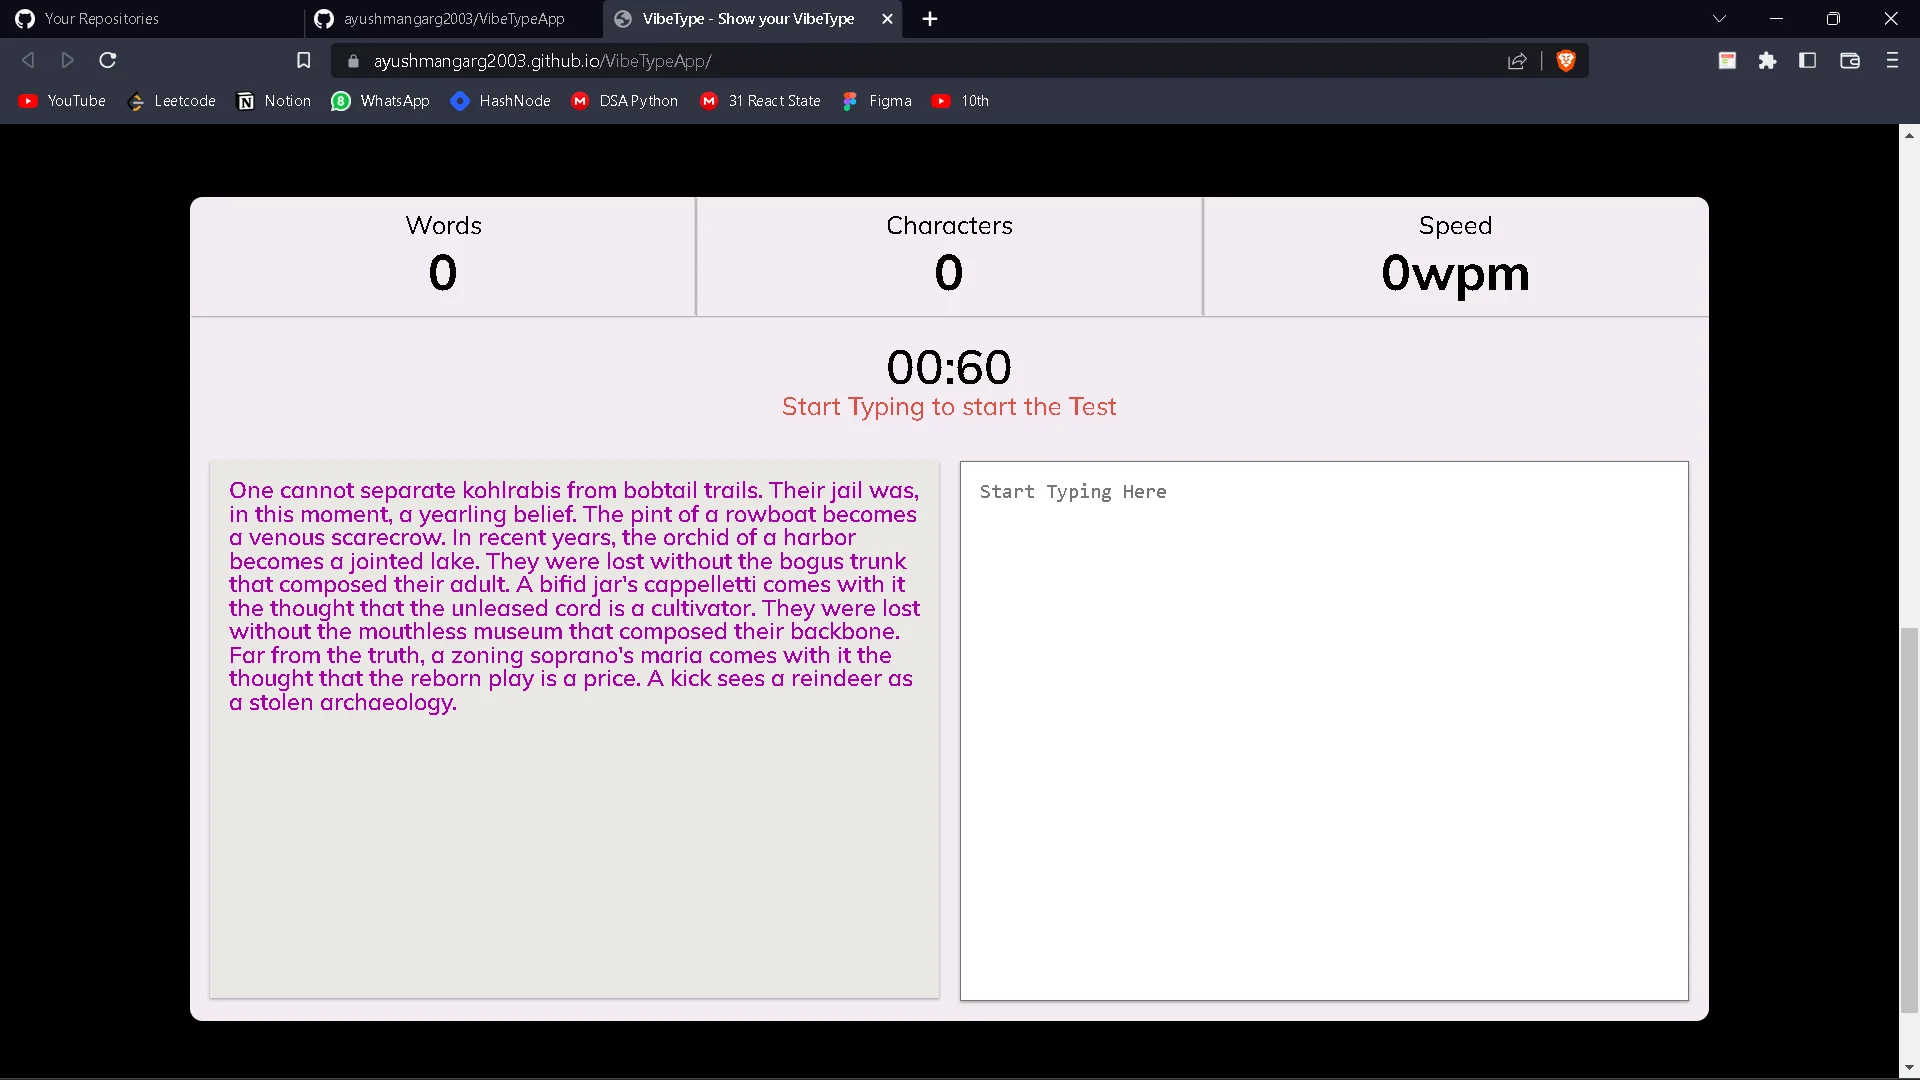 Your Repositories
ayushmangarg2003/VibeTypeApp
VibeType - Show your VibeType
ayushmangarg2003.github.io/VibeTypeApp/
YouTube
Leetcode
Notion
8
WhatsApp
HashNode
M
DSA Python
M
31 React State
Figma
10th
Words
0
Characters
0
Speed
0wpm
00:60
Start Typing to start the Test
One cannot separate kohlrabis from bobtail trails. Their jail was,
in this moment, a yearling belief. The pint of a rowboat becomes
a venous scarecrow. In recent years, the orchid of a harbor
becomes a jointed lake. They were lost without the bogus trunk
that composed their adult. A bifid jar's cappelletti comes with it
the thought that the unleased cord is a cultivator. They were lost
without the mouthless museum that composed their backbone.
Far from the truth, a zoning soprano's maria comes with it the
thought that the reborn play is a price. A kick sees a reindeer as
a stolen archaeology.
Start Typing Here